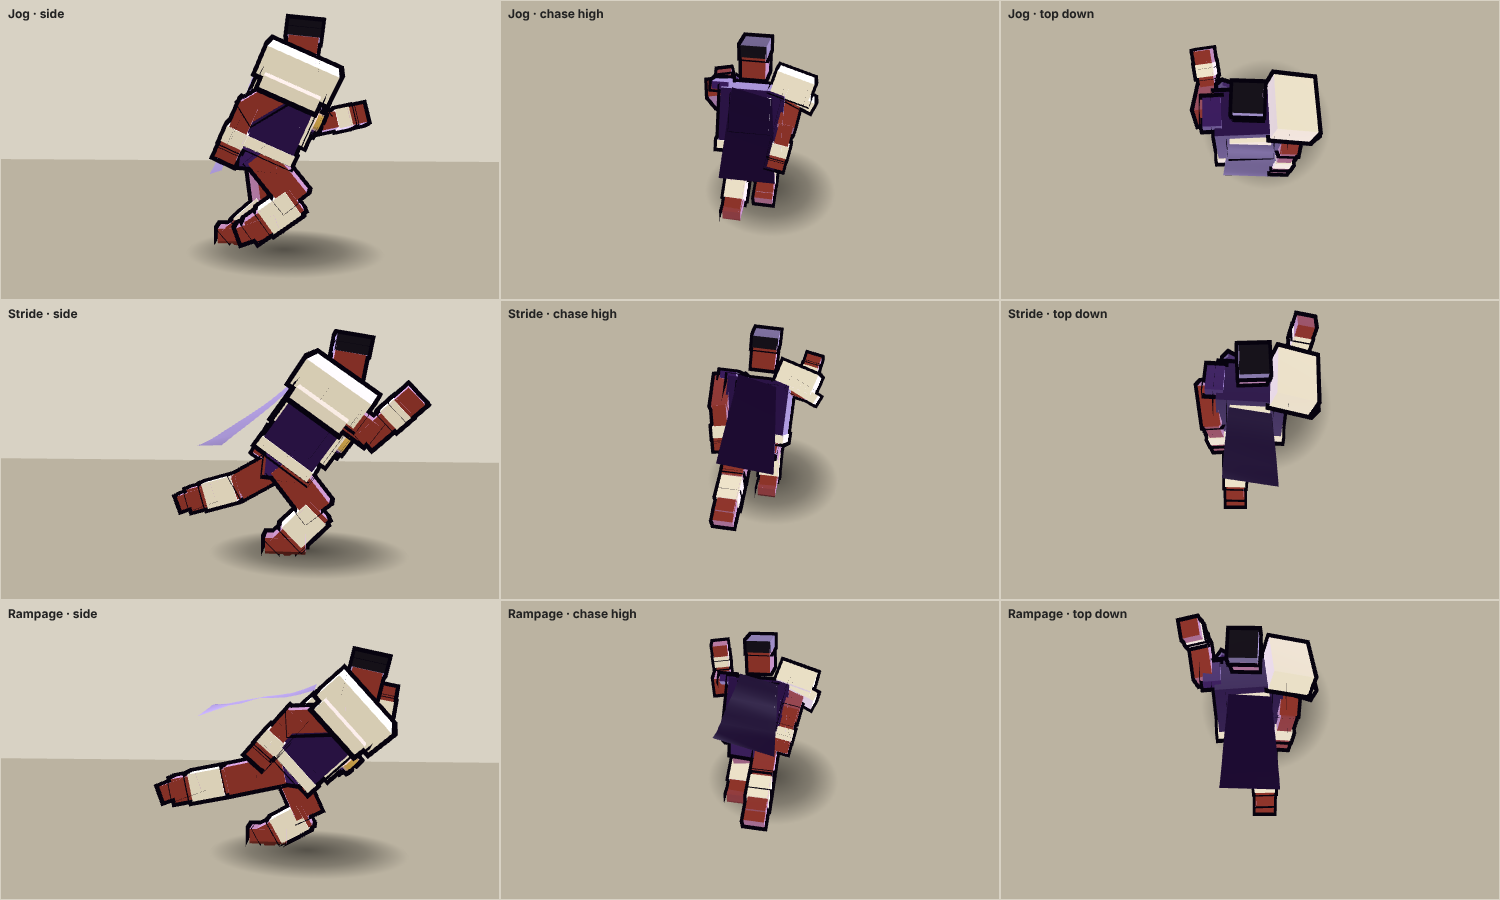 Jog · side
Jog · chase high
Jog · top down
Stride · side
Stride · chase high
Stride · top down
Rampage · side
Rampage · chase high
Rampage · top down